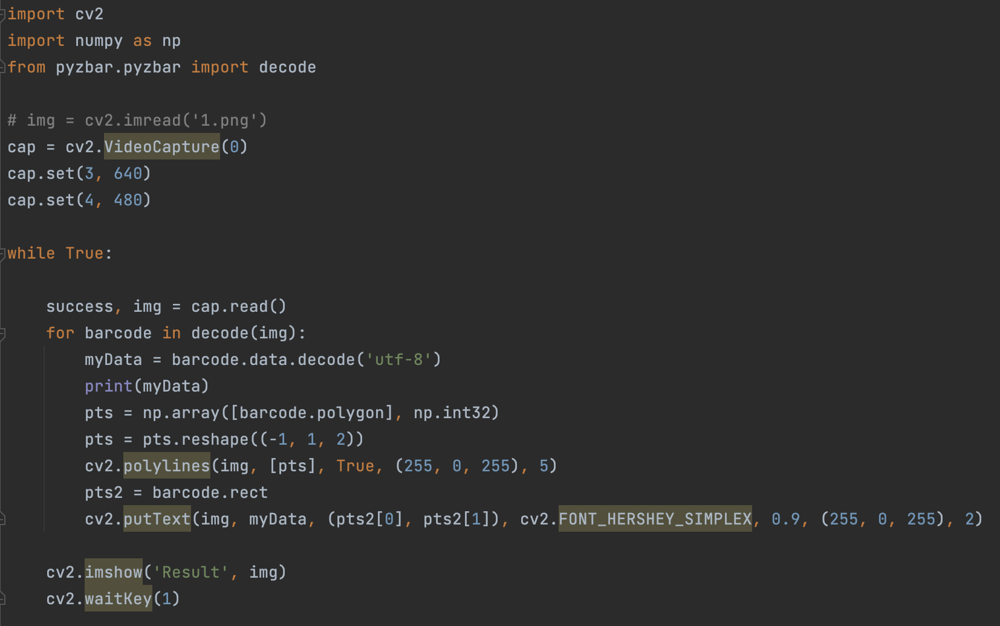 import cv2
import numpy as np
from pyzbar.pyzbar import decode
# img = cv2.imread('1.png')
cap = cv2.VideoCapture(0)
cap.set(3, 640)
cap.set(4, 480)
while True:
success, img = cap.read()
for barcode in decode(img):
myData = barcode.data.decode('utf-8')
print(myData)
pts = np.array([barcode.polygon], np.int32)
pts = pts.reshape((-1, 1, 2))
cv2.polylines(img, [pts], True, (255, 0, 255), 5)
pts2 = barcode.rect
cv2.putText(img, myData, (pts2[0], pts2[1]), cv2.FONT_HERSHEY_SIMPLEX, 0.9, (255, 0, 255), 2)
cv2.imshow('Result', img)
cv2.waitKey(1)